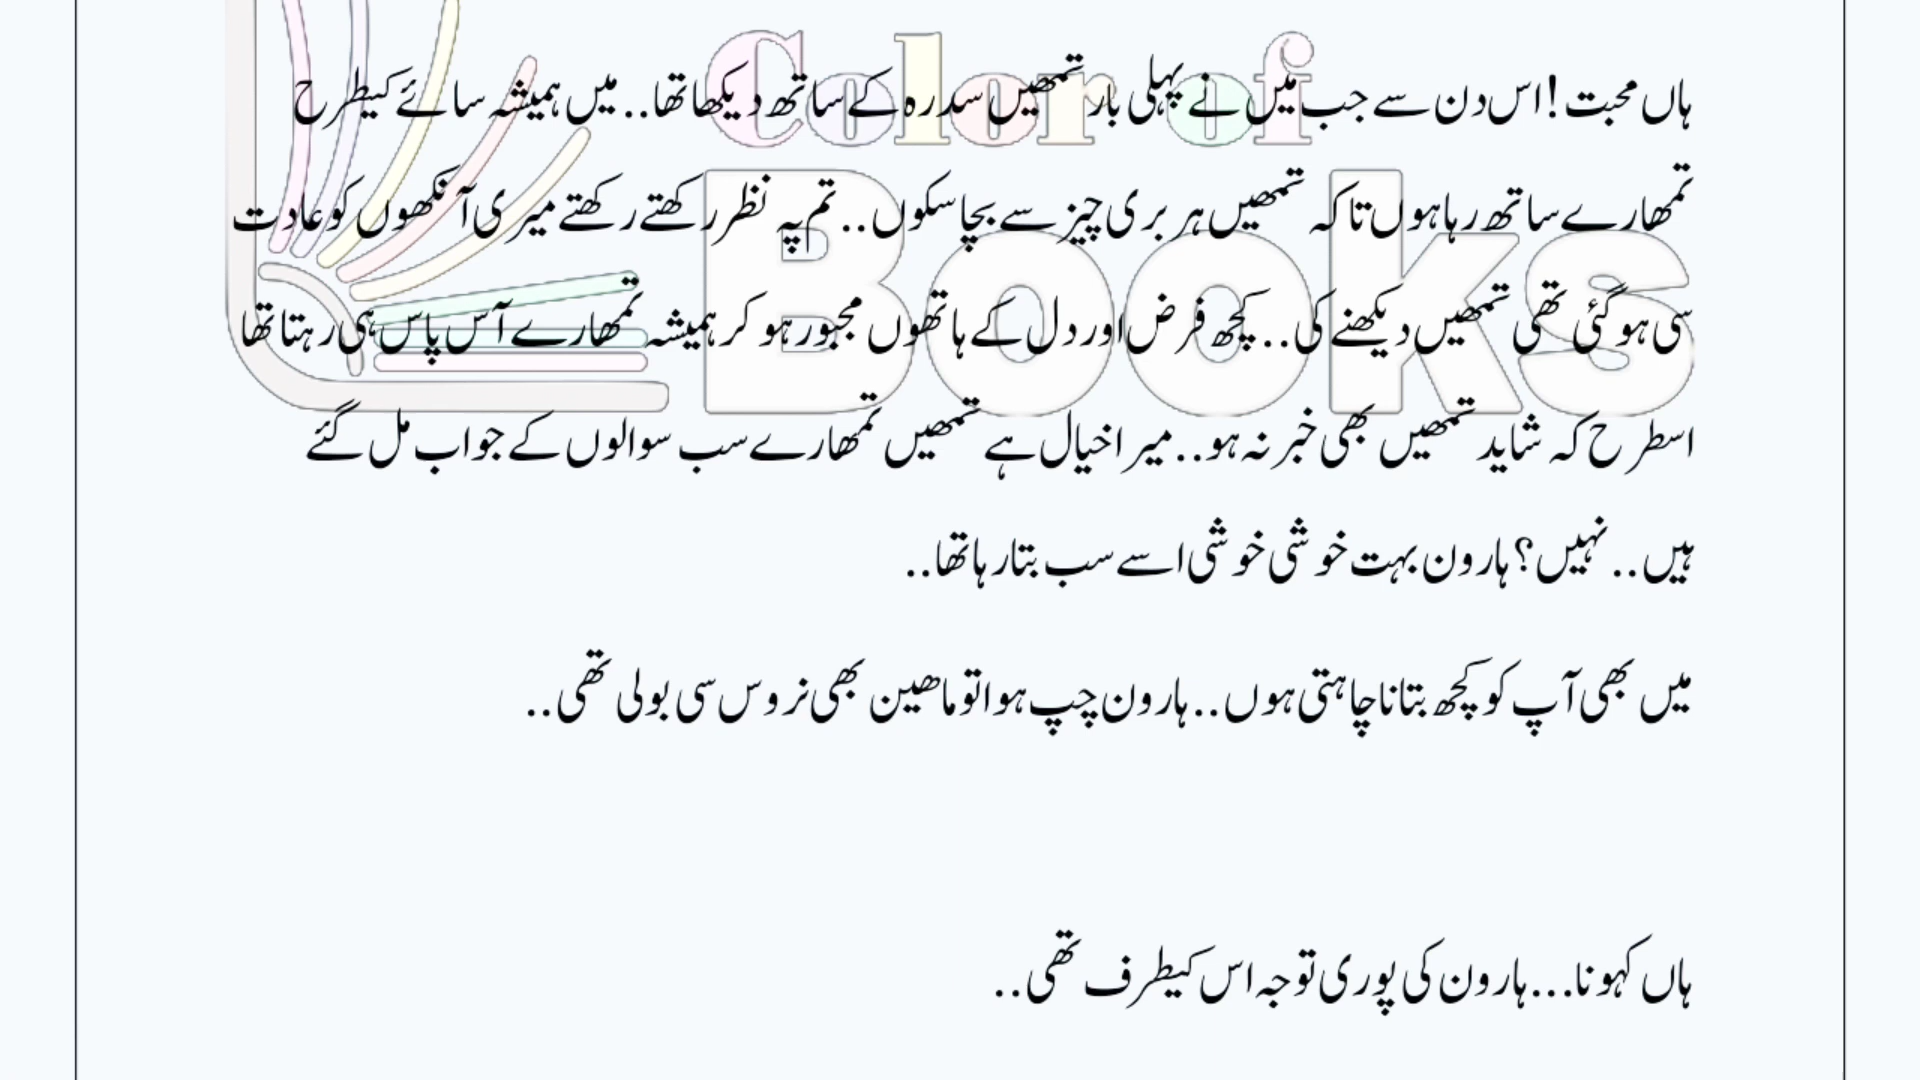 Color of
Books
ہاں محبت! اس دن سے جب میں نے پہلی بار تمھیں سدرہ کے ساتھ دیکھا تھا.. میں ہمیشہ سائے کیطرح
تمھارے ساتھ رہا ہوں تاکہ تمھیں ہر بری چیز سے بچا سکوں.. تم پہ نظر رکھتے رکھتے میری آنکھوں کو عادت
سی ہو گئی تھی تمھیں دیکھنے کی.. کچھ فرض اور دل کے ہاتھوں مجبور ہو کر ہمیشہ تمھارے آس پاس ہی رہتا تھا
اسطرح کہ شاید تمھیں بھی خبر نہ ہو.. میرا خیال ہے تمھیں تمھارے سب سوالوں کے جواب مل گئے
ہیں.. نہیں؟ ہارون بہت خوشی خوشی اسے سب بتا رہا تھا..
میں بھی آپ کو کچھ بتانا چاہتی ہوں.. ہارون چپ ہوا تو ماھین بھی نروس سی بولی تھی..
ہاں کہو نا... ہارون کی پوری توجہ اس کیطرف تھی..